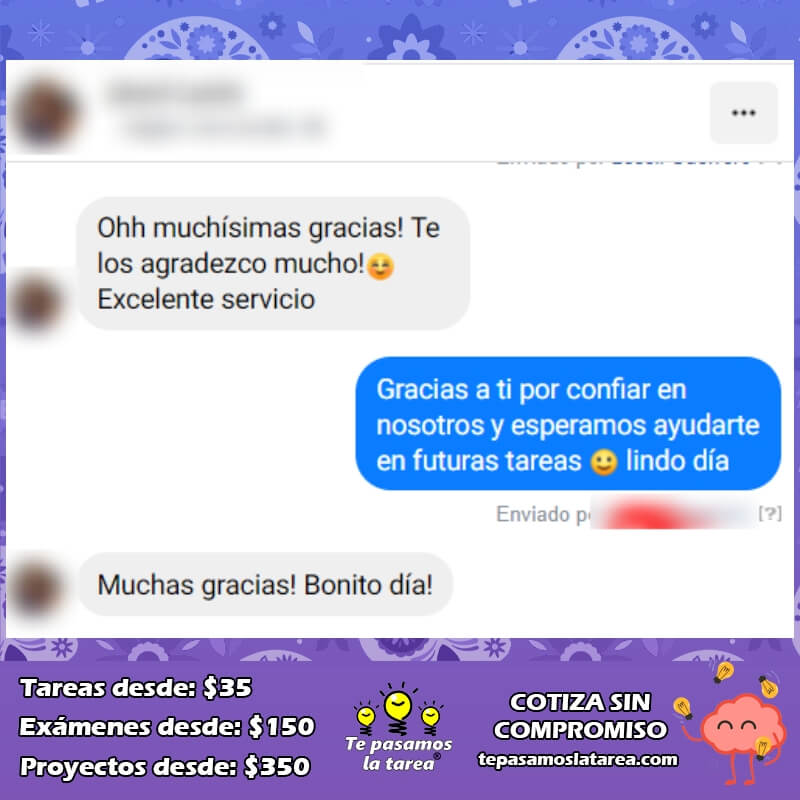 Ohh muchísimas gracias! Te
los agradezco mucho!😊
Excelente servicio
Gracias a ti por confiar en
nosotros y esperamos ayudarte
en futuras tareas 🙂 lindo día
Enviado po
[?]
Muchas gracias! Bonito día!
Tareas desde: $35
Exámenes desde: $150
Proyectos desde: $350
Te pasamos
la tarea®
COTIZA SIN
COMPROMISO
tepasamoslatarea.com